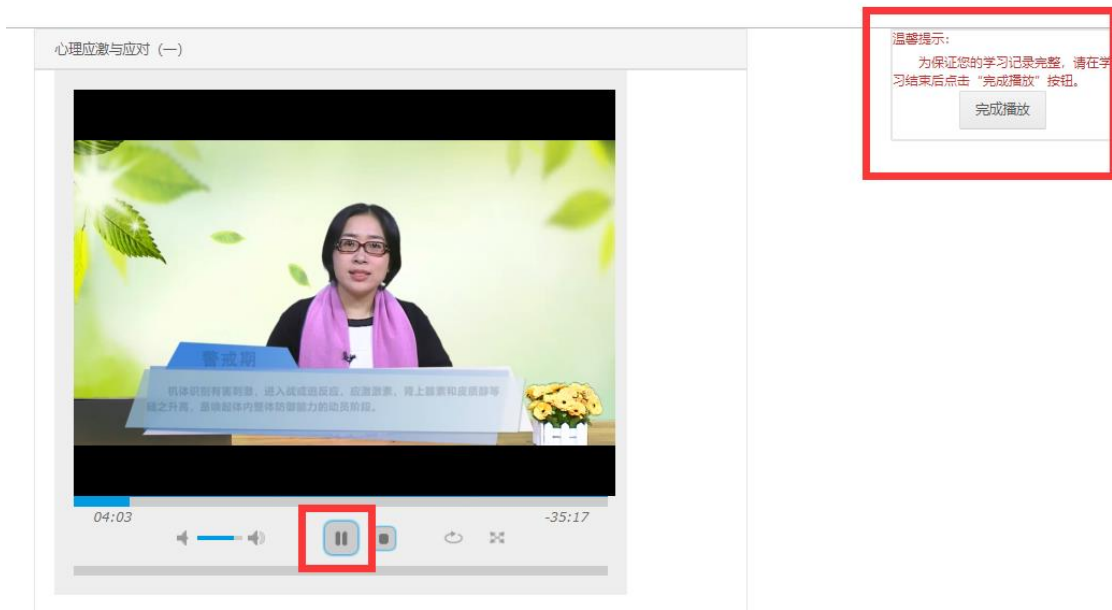 心理应激与应对（一）
温馨提示：
为保证您的学习记录完整，请在学
习结束后点击“完成播放”按钮。
完成播放
警戒期
机体识别有害刺激，进入战或逃反应，应激激素，肾上腺素和皮质醇等
随之升高，是唤起体内整体防御能力的动员阶段。
04:03
-35:17